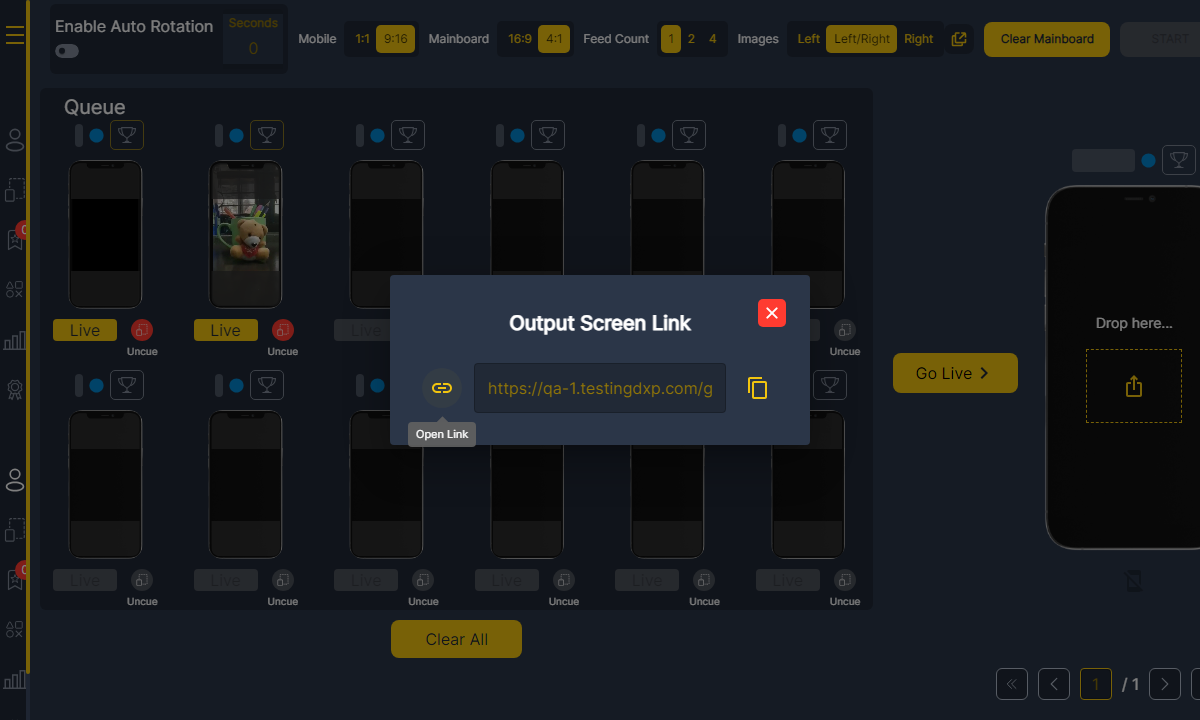 Enable Auto Rotation
Seconds
0
Mobile 1:1 9:16 Mainboard 16:9 4:1 Feed Count 1 2 4 Images Left Left/Right Right Clear Mainboard START
Queue
Live Live Live
Uncue Uncue Uncue
Output Screen Link
https://qa-1.testingdxp.com/g
Open Link
Drop here...
Go Live
Live Live Live Live Live Live
Uncue Uncue Uncue Uncue Uncue Uncue
Clear All
1 / 1